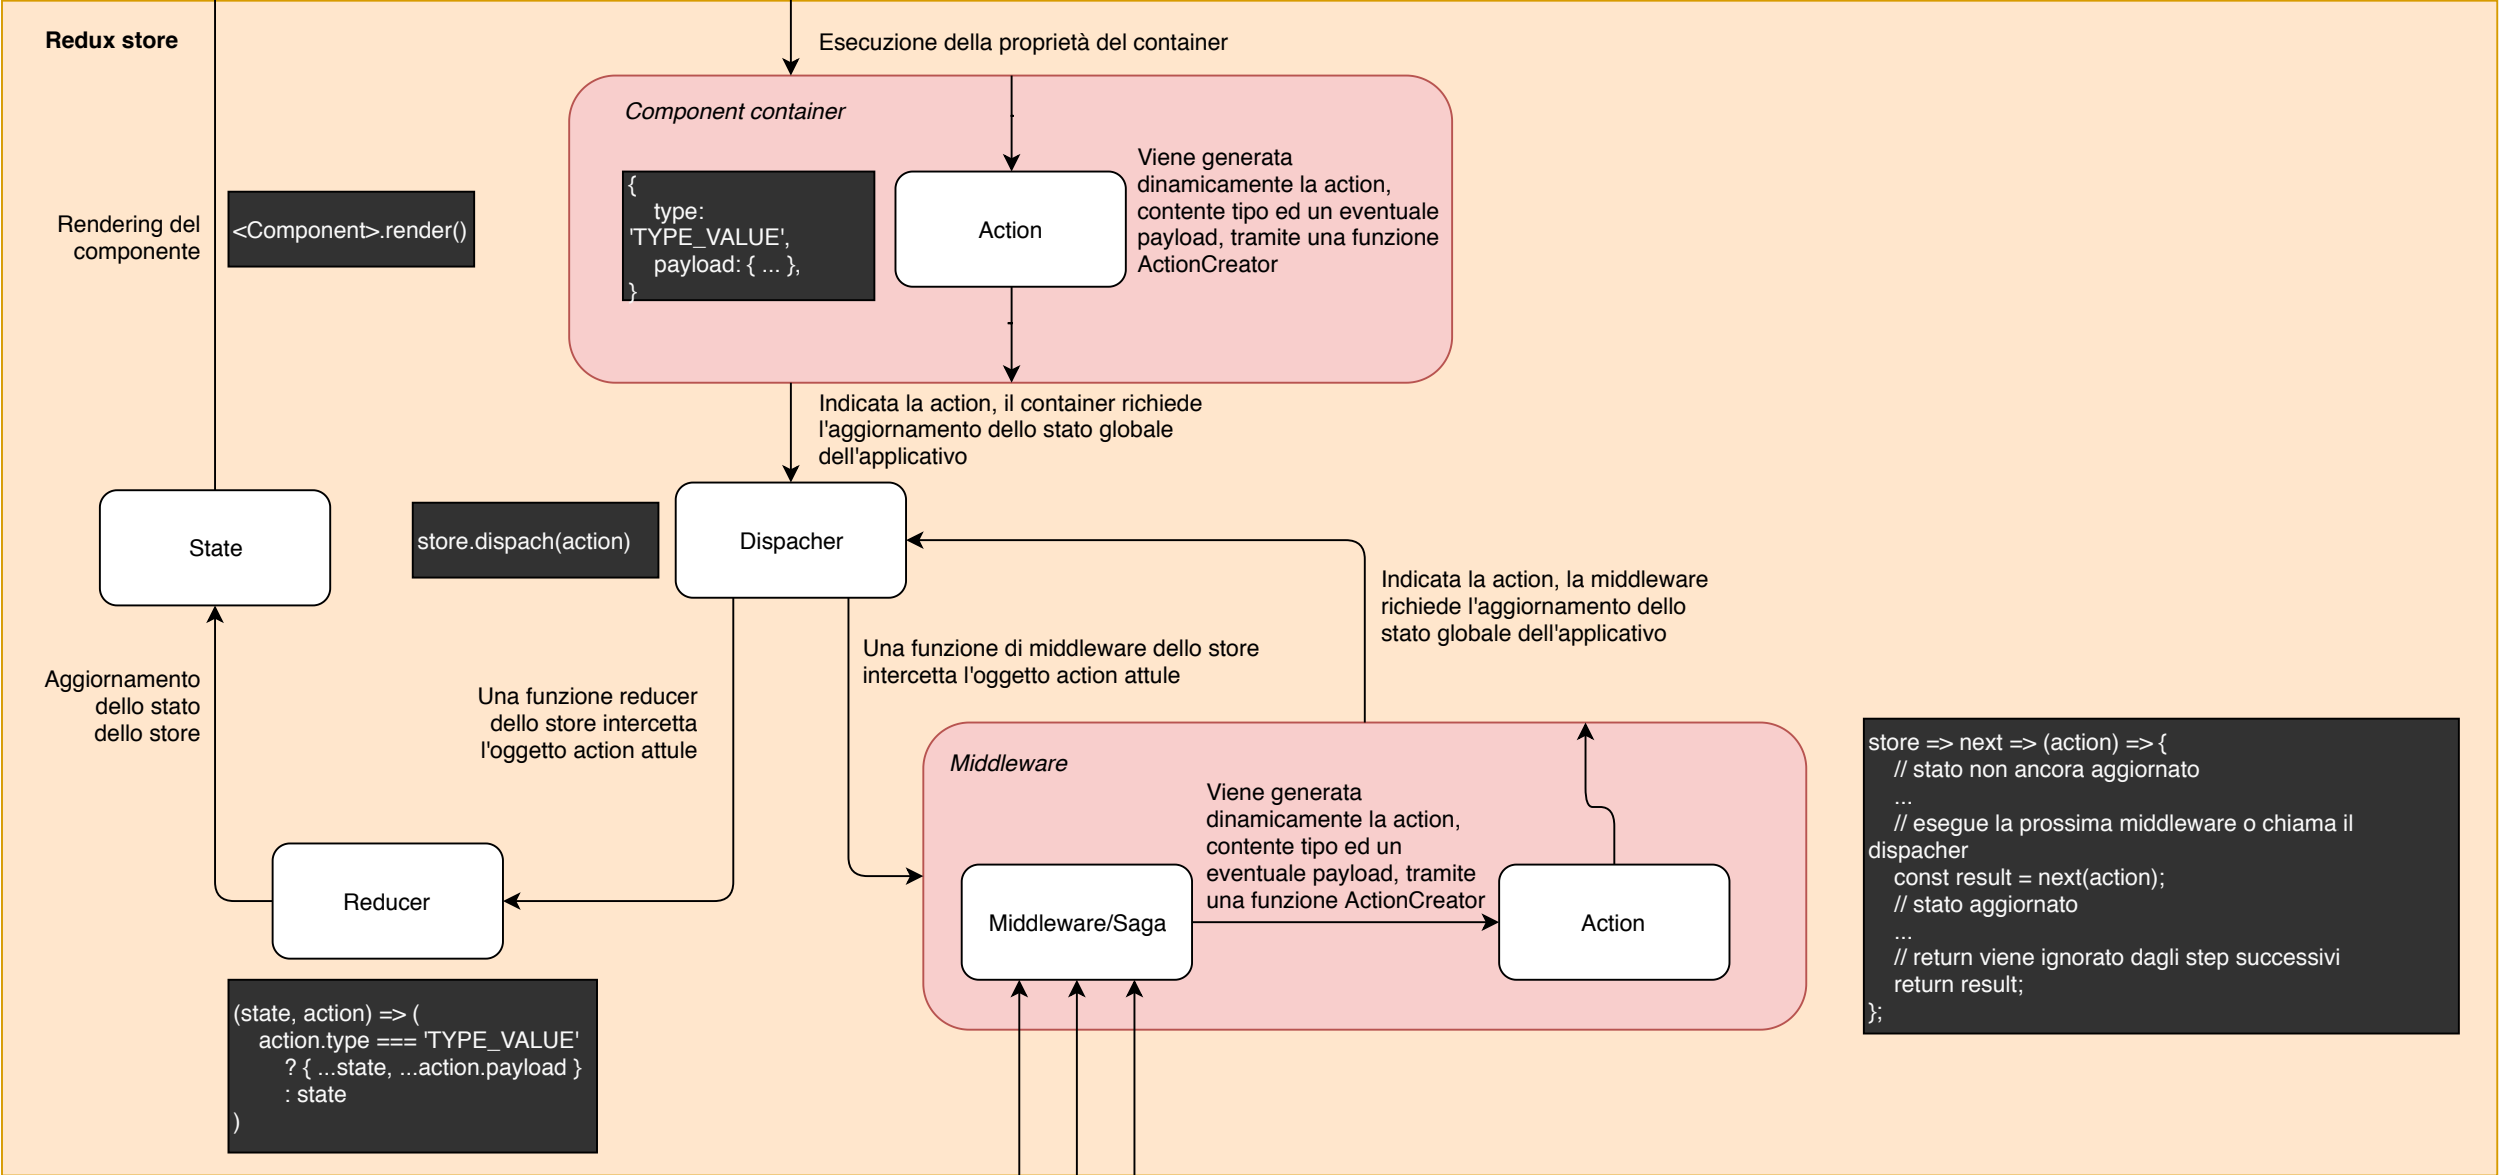 Redux store
Esecuzione della proprietà del container
Component container
{
type:
'TYPE_VALUE',
payload: { ... },
}
Action
Viene generata
dinamicamente la action,
contente tipo ed un eventuale
payload, tramite una funzione
ActionCreator
Rendering del
componente
<Component>.render()
Indicata la action, il container richiede
l'aggiornamento dello stato globale
dell'applicativo
State
store.dispach(action)
Dispacher
Indicata la action, la middleware
richiede l'aggiornamento dello
stato globale dell'applicativo
Una funzione di middleware dello store
intercetta l'oggetto action attule
Aggiornamento
dello stato
dello store
Una funzione reducer
dello store intercetta
l'oggetto action attule
Middleware
Viene generata
dinamicamente la action,
contente tipo ed un
eventuale payload, tramite
una funzione ActionCreator
Middleware/Saga
Action
store => next => (action) => {
// stato non ancora aggiornato
...
// esegue la prossima middleware o chiama il
dispacher
const result = next(action);
// stato aggiornato
...
// return viene ignorato dagli step successivi
return result;
};
Reducer
(state, action) => (
action.type === 'TYPE_VALUE'
? { ...state, ...action.payload }
: state
)